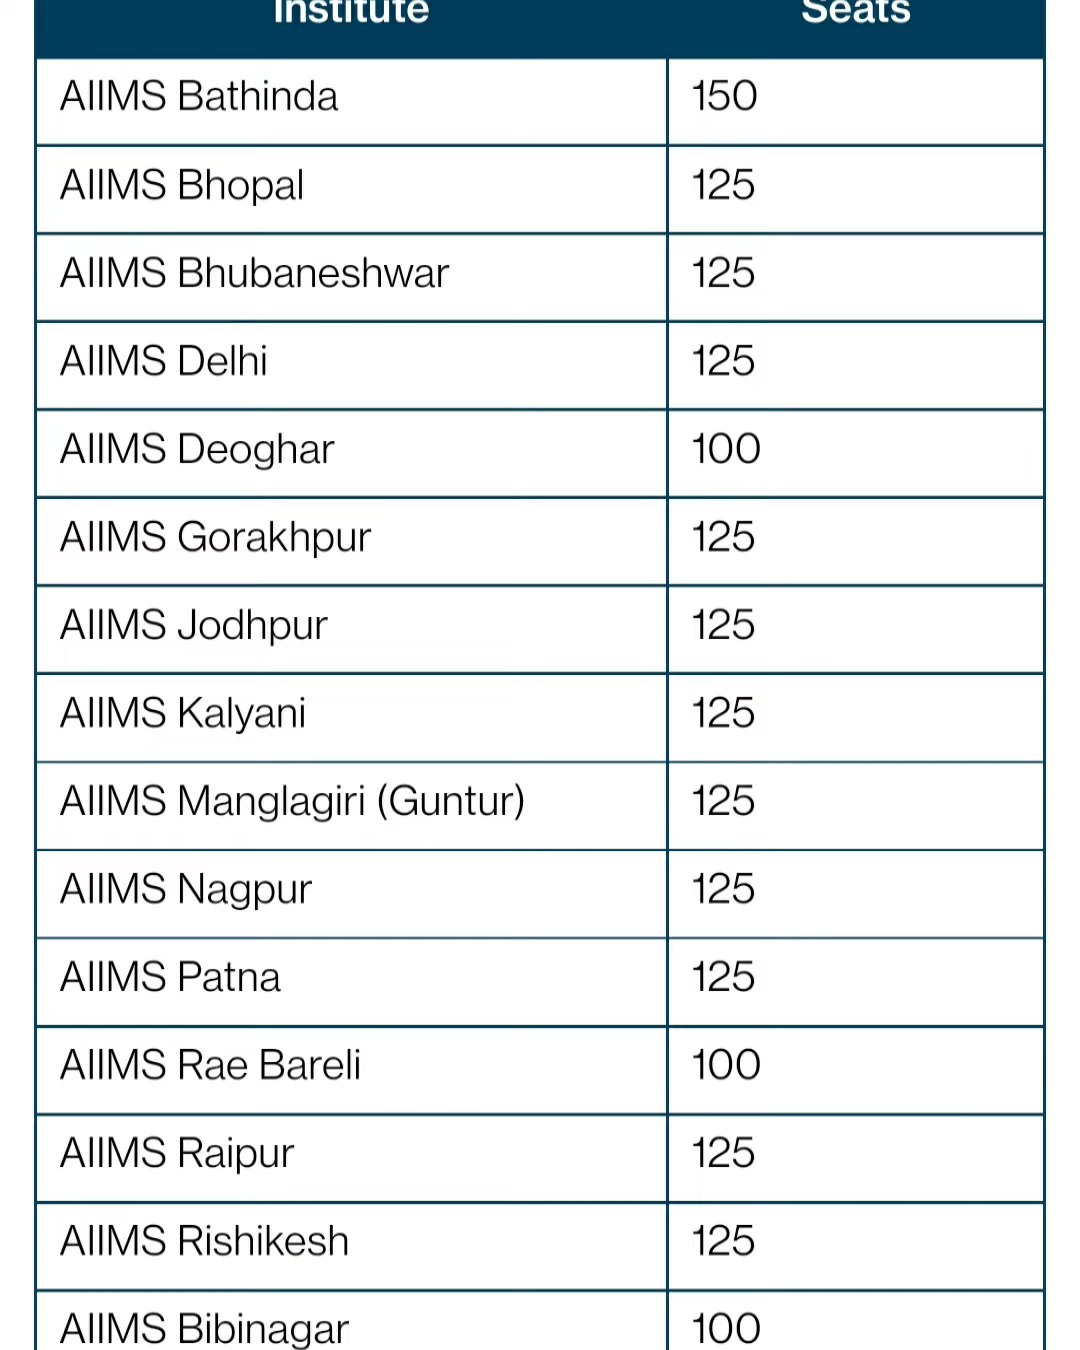 Institute Seats
AIIMS Bathinda 150
AIIMS Bhopal 125
AIIMS Bhubaneshwar 125
AIIMS Delhi 125
AIIMS Deoghar 100
AIIMS Gorakhpur 125
AIIMS Jodhpur 125
AIIMS Kalyani 125
AIIMS Manglagiri (Guntur) 125
AIIMS Nagpur 125
AIIMS Patna 125
AIIMS Rae Bareli 100
AIIMS Raipur 125
AIIMS Rishikesh 125
AIIMS Bibinagar 100